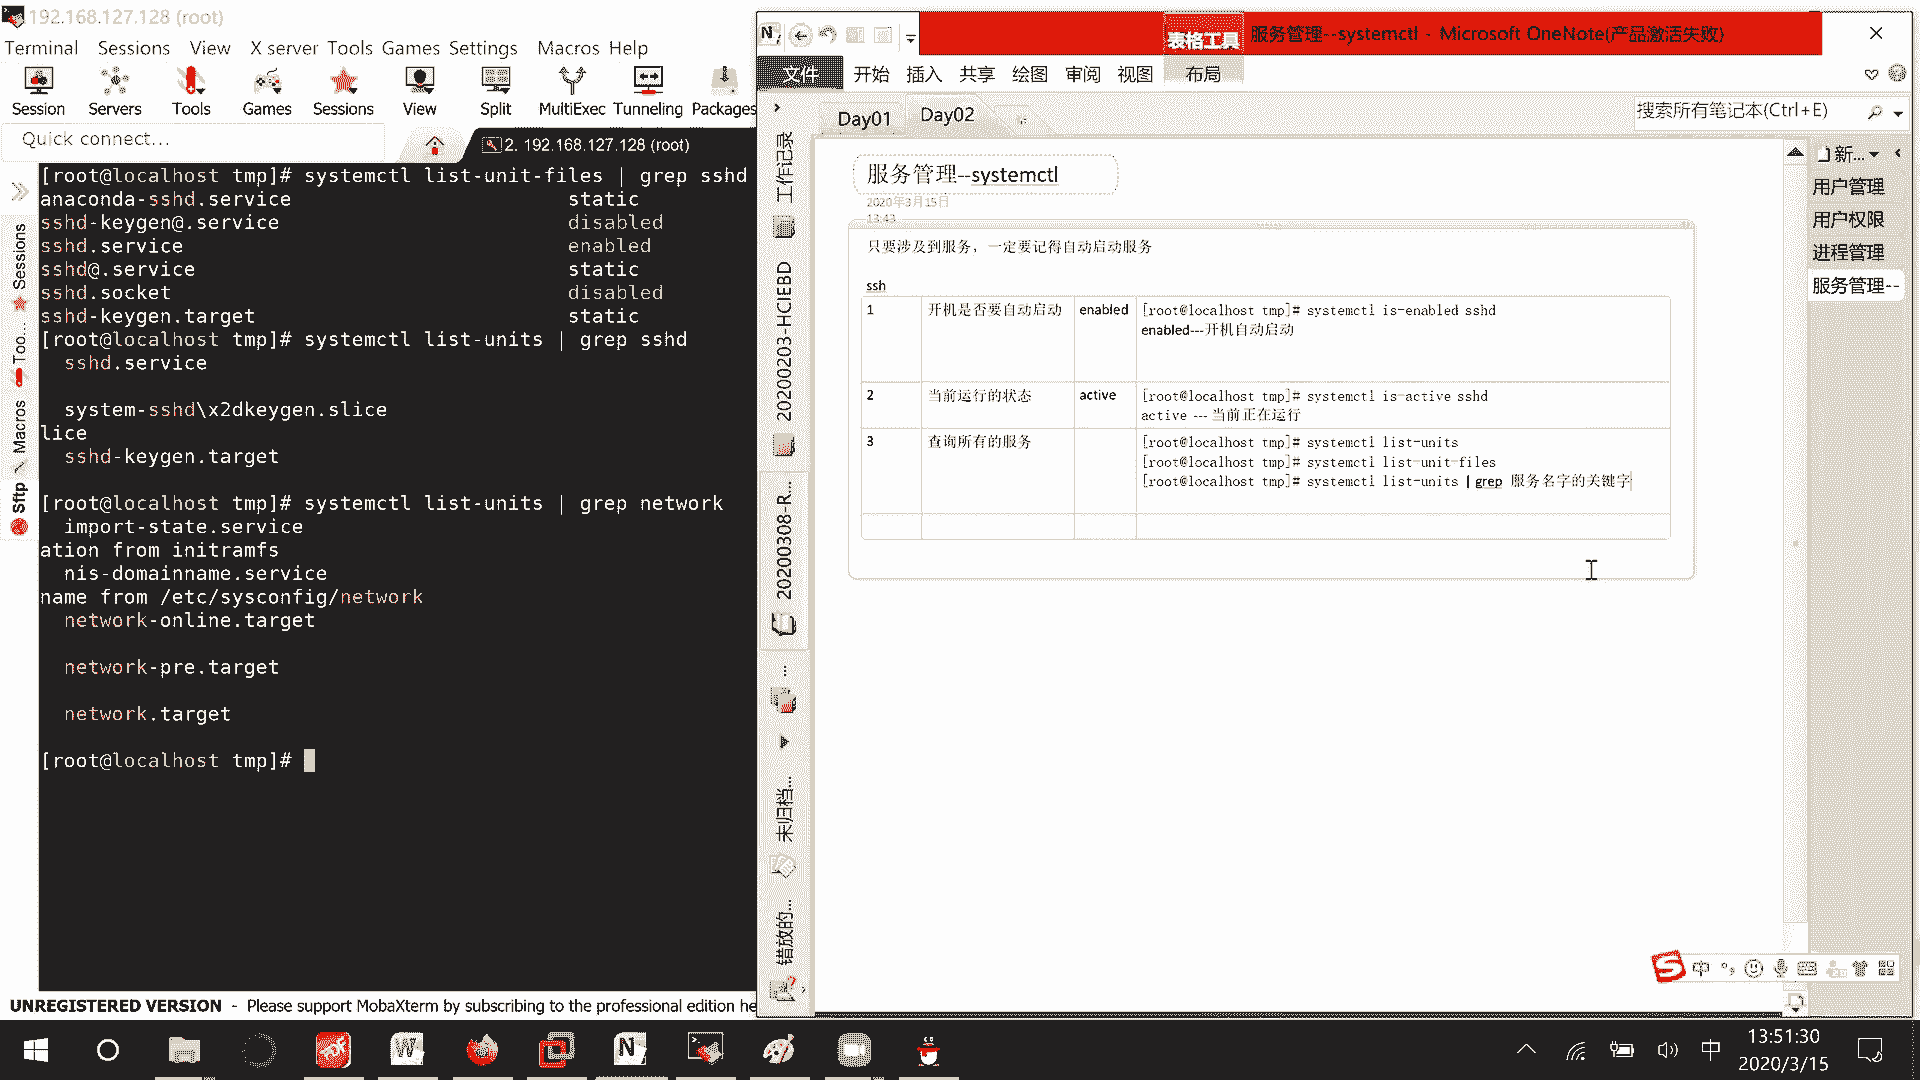 192.168.127.128 (root)
Terminal Sessions View X server Tools Games Settings Macros Help
Session Servers Tools Games Sessions View Split MultiExec Tunneling Packages
Quick connect...
2. 192.168.127.128 (root)
[root@localhost tmp]# systemctl list-unit-files | grep sshd
anaconda-sshd.service static
sshd-keygen@.service disabled
sshd.service enabled
sshd@.service static
sshd.socket disabled
sshd-keygen.target static
[root@localhost tmp]# systemctl list-units | grep sshd
sshd.service
system-sshd\x2dkeygen.slice
lice
sshd-keygen.target
[root@localhost tmp]# systemctl list-units | grep network
import-state.service
ation from initramfs
nis-domainname.service
name from /etc/sysconfig/network
network-online.target
network-pre.target
network.target
[root@localhost tmp]#
Sessions
Too...
Macros
Sftp
UNREGISTERED VERSION - Please support MobaXterm by subscribing to the professional edition he
表格工具
服务管理--systemctl - Microsoft OneNote(产品激活失败)
文件 开始 插入 共享 绘图 审阅 视图 布局
Day01 Day02
搜索所有笔记本(Ctrl+E)
工作记录
20200203-HCIEBD
20200308-R...
...
未归档...
错放的...
服务管理--systemctl
2020年3月15日
13:43
只要涉及到服务，一定要记得自动启动服务
ssh
1 开机是否要自动启动 enabled [root@localhost tmp]# systemctl is-enabled sshd
enabled---开机自动启动
2 当前运行的状态 active [root@localhost tmp]# systemctl is-active sshd
active --- 当前正在运行
3 查询所有的服务 [root@localhost tmp]# systemctl list-units
[root@localhost tmp]# systemctl list-unit-files
[root@localhost tmp]# systemctl list-units | grep 服务名字的关键字
新...
用户管理
用户权限
进程管理
服务管理--
中
中
13:51:30
2020/3/15